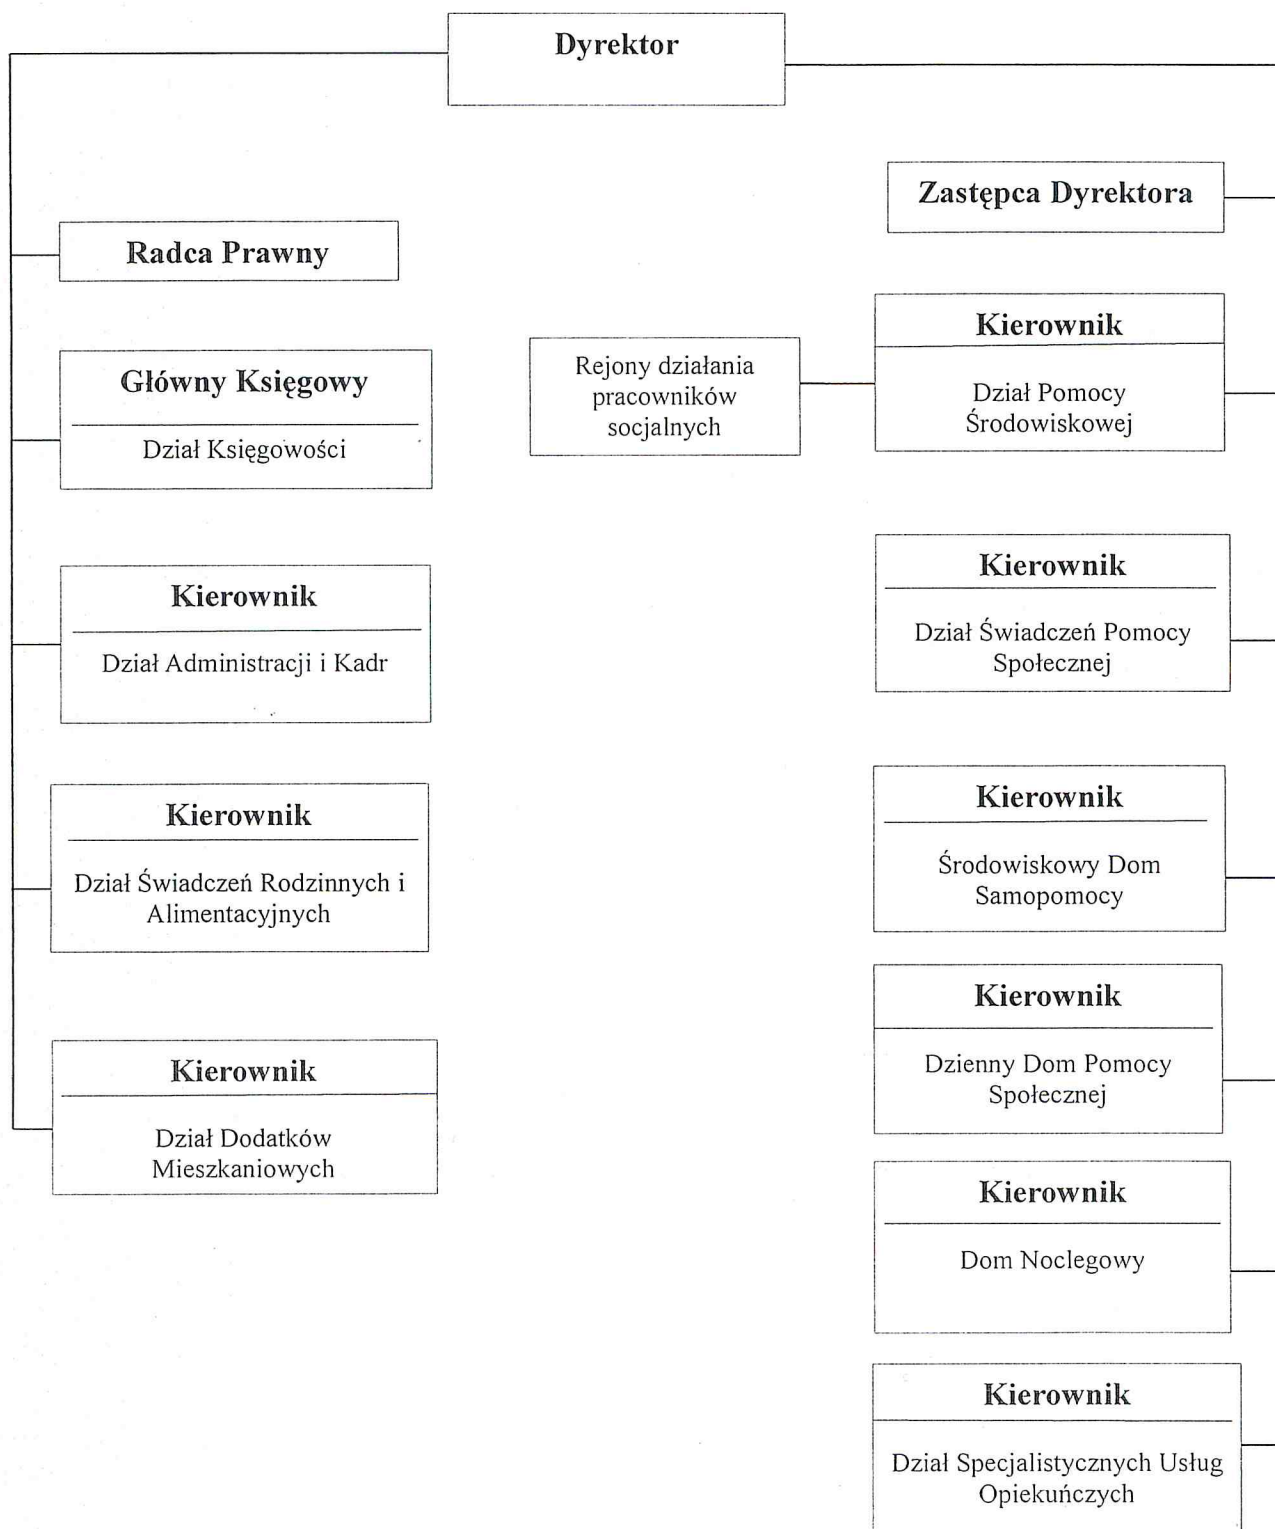 Dyrektor
Zastępca Dyrektora
Radca Prawny
Kierownik
Dział Pomocy
Środowiskowej
Rejony działania
pracowników
socjalnych
Główny Księgowy
Dział Księgowości
Kierownik
Dział Świadczeń Pomocy
Społecznej
Kierownik
Dział Administracji i Kadr
Kierownik
Środowiskowy Dom
Samopomocy
Kierownik
Dział Świadczeń Rodzinnych i
Alimentacyjnych
Kierownik
Dzienny Dom Pomocy
Społecznej
Kierownik
Dział Dodatków
Mieszkaniowych
Kierownik
Dom Noclegowy
Kierownik
Dział Specjalistycznych Usług
Opiekuńczych